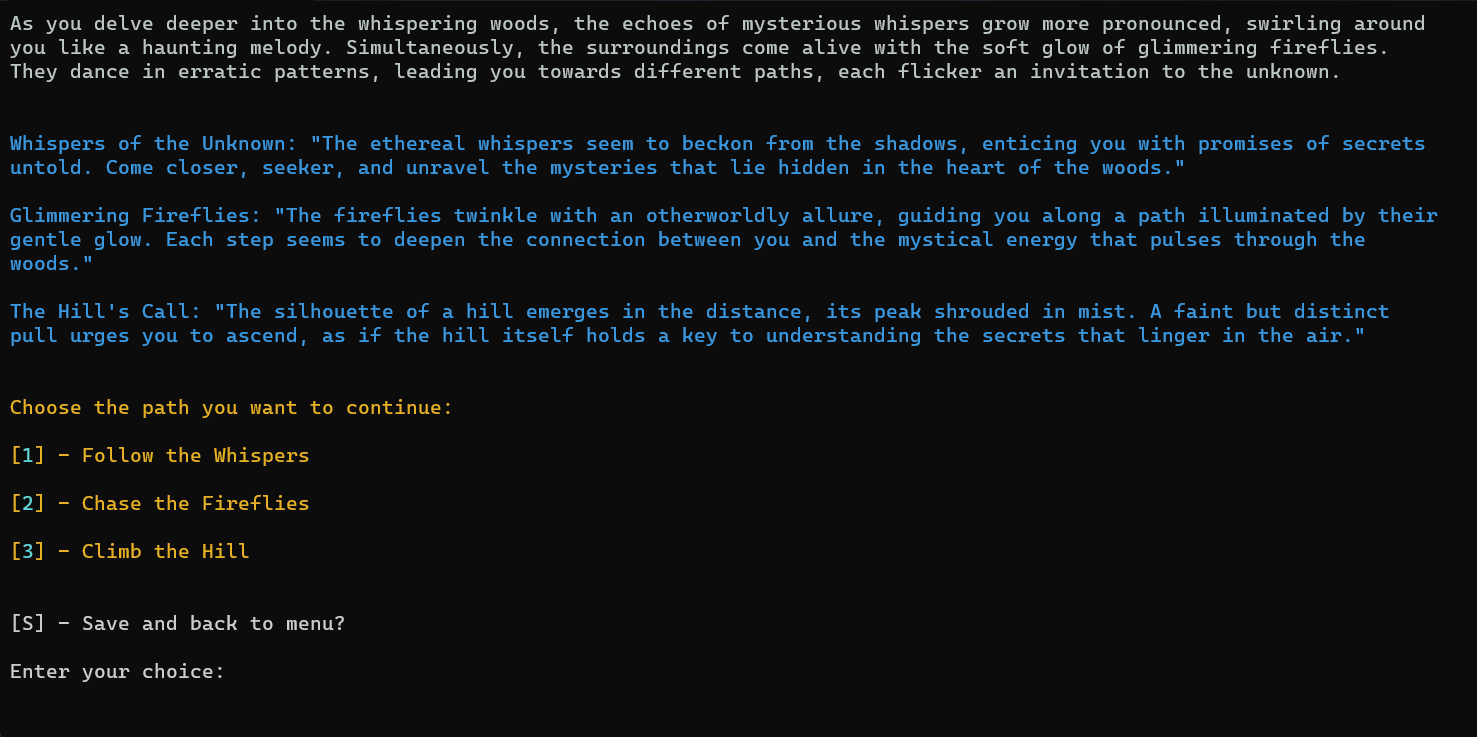 As you delve deeper into the whispering woods, the echoes of mysterious whispers grow more pronounced, swirling around
you like a haunting melody. Simultaneously, the surroundings come alive with the soft glow of glimmering fireflies.
They dance in erratic patterns, leading you towards different paths, each flicker an invitation to the unknown.
Whispers of the Unknown: "The ethereal whispers seem to beckon from the shadows, enticing you with promises of secrets
untold. Come closer, seeker, and unravel the mysteries that lie hidden in the heart of the woods."
Glimmering Fireflies: "The fireflies twinkle with an otherworldly allure, guiding you along a path illuminated by their
gentle glow. Each step seems to deepen the connection between you and the mystical energy that pulses through the
woods."
The Hill's Call: "The silhouette of a hill emerges in the distance, its peak shrouded in mist. A faint but distinct
pull urges you to ascend, as if the hill itself holds a key to understanding the secrets that linger in the air."
Choose the path you want to continue:
[1] - Follow the Whispers
[2] - Chase the Fireflies
[3] - Climb the Hill
[S] - Save and back to menu?
Enter your choice: